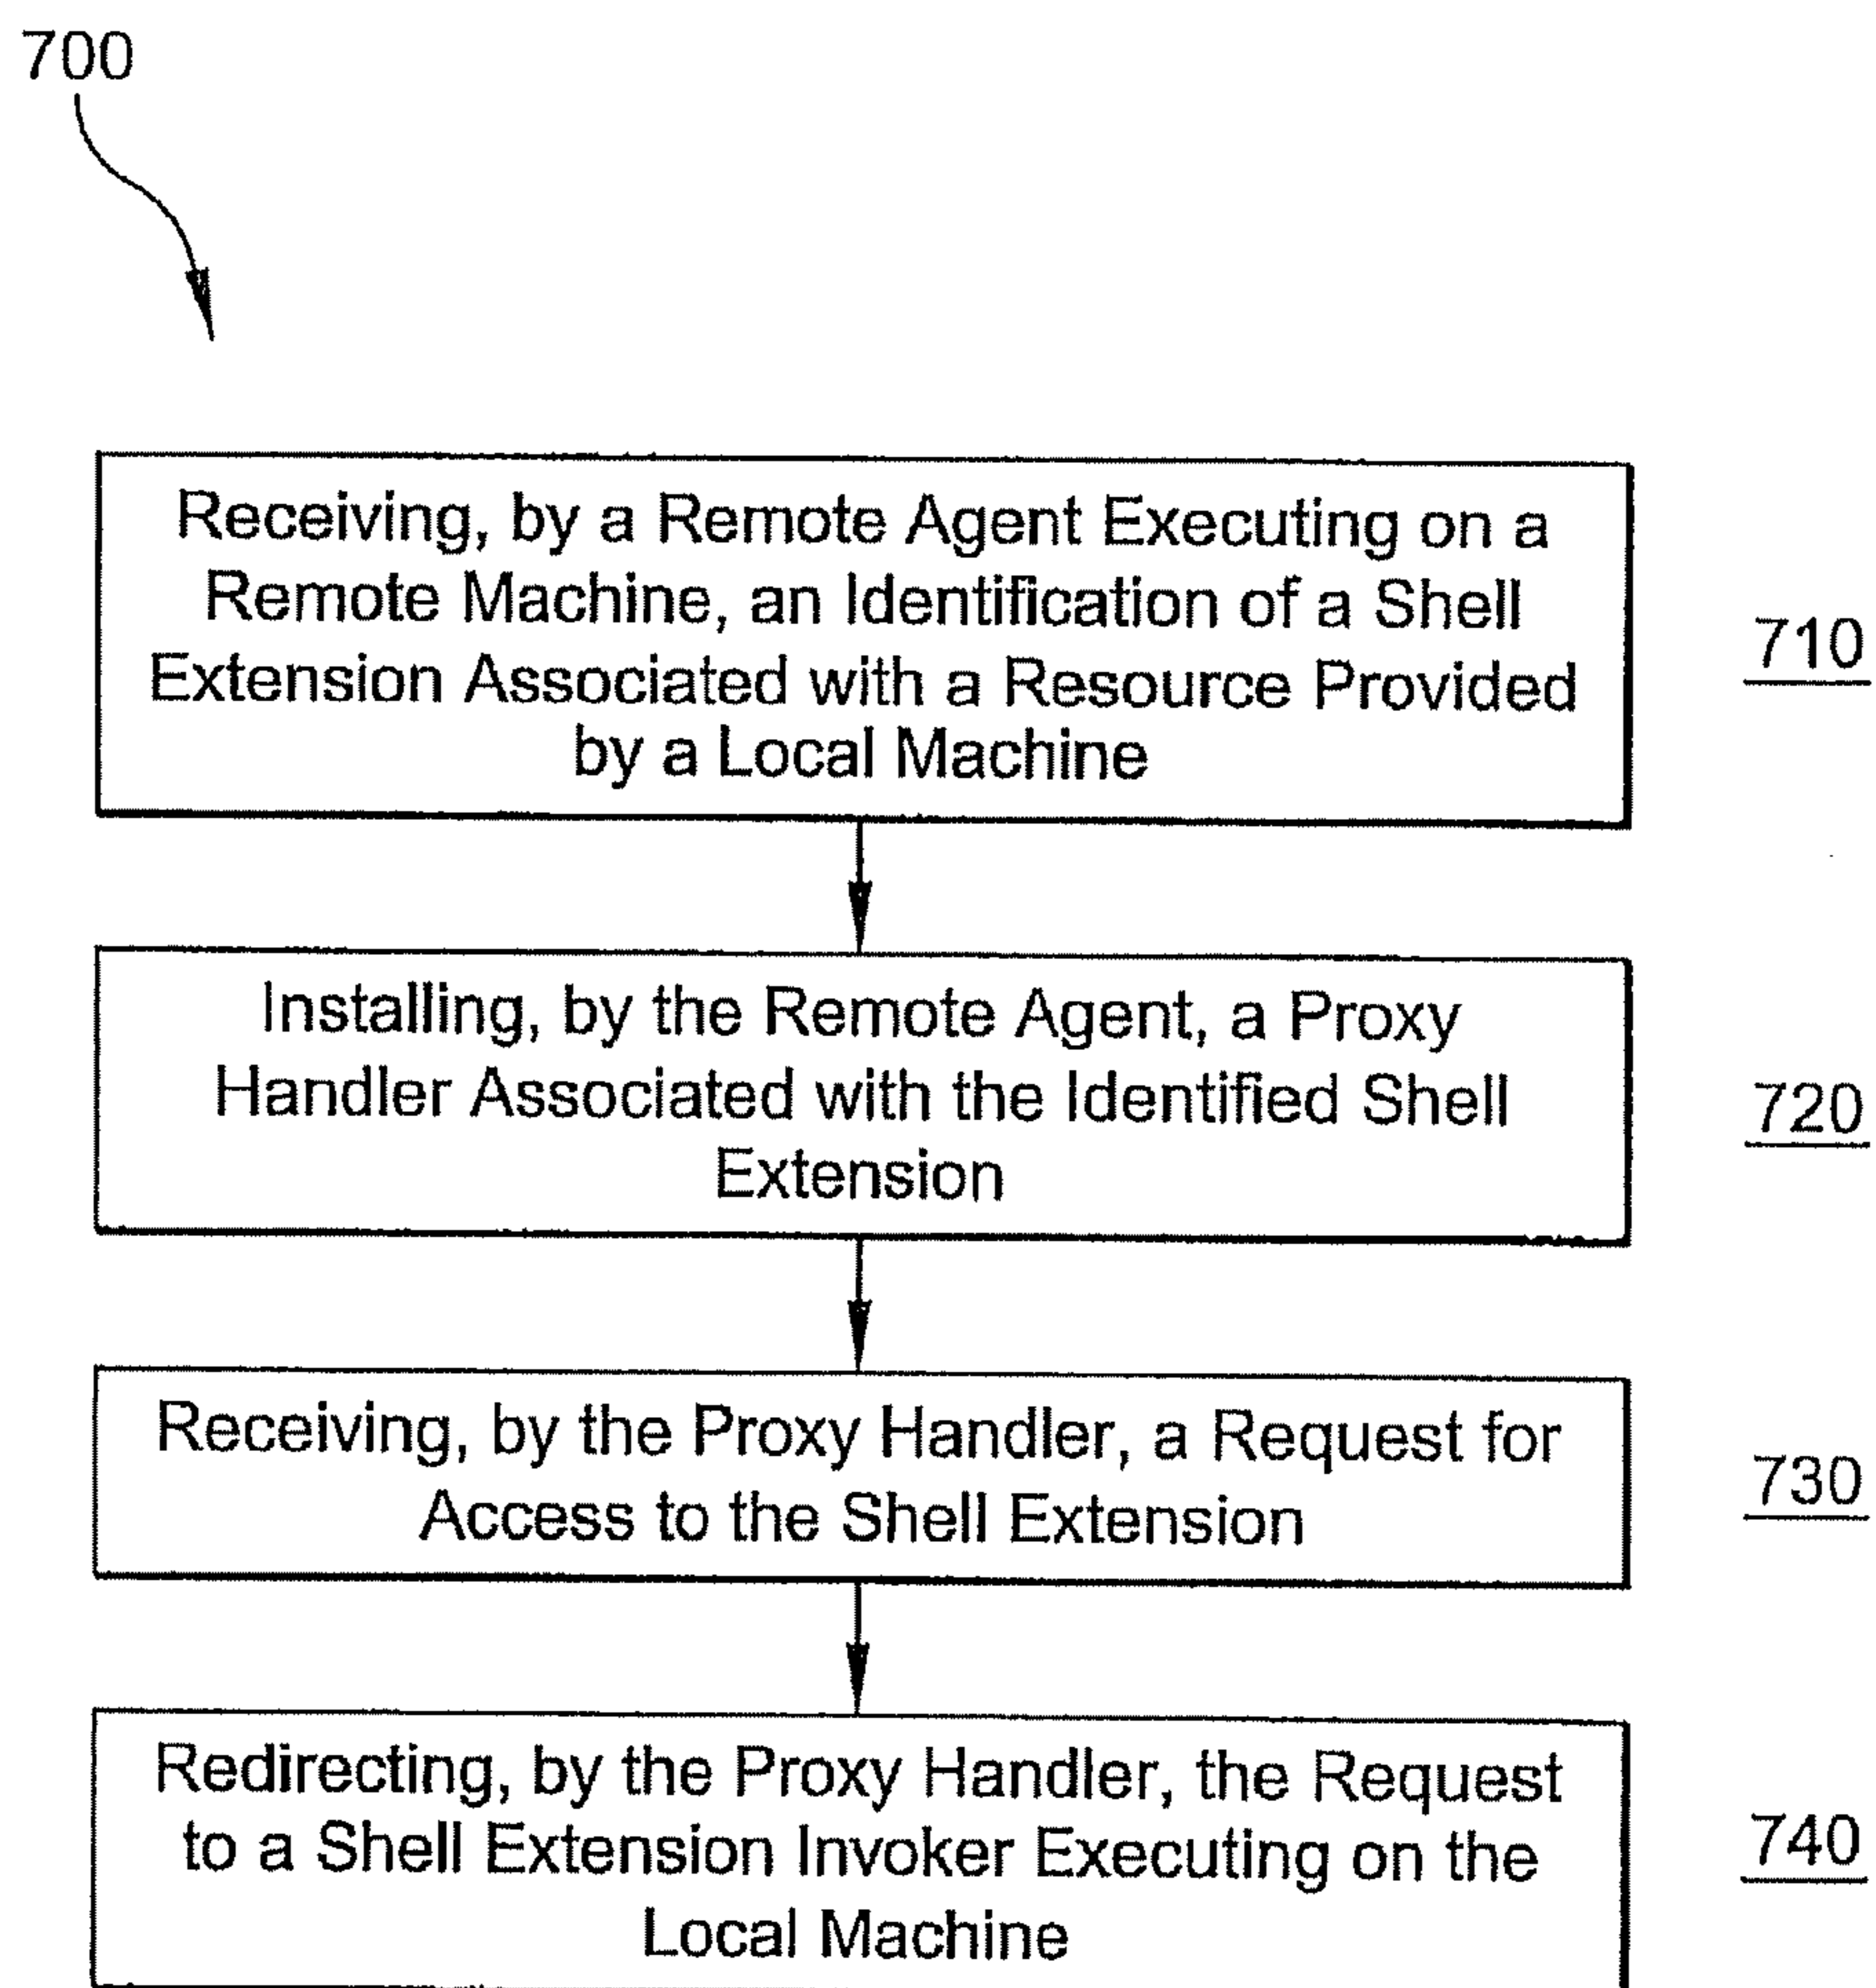 700
Receiving, by a Remote Agent Executing on a
Remote Machine, an Identification of a Shell
Extension Associated with a Resource Provided
by a Local Machine
710
Installing, by the Remote Agent, a Proxy
Handler Associated with the Identified Shell
Extension
720
Receiving, by the Proxy Handler, a Request for
Access to the Shell Extension
730
Redirecting, by the Proxy Handler, the Request
to a Shell Extension Invoker Executing on the
Local Machine
740